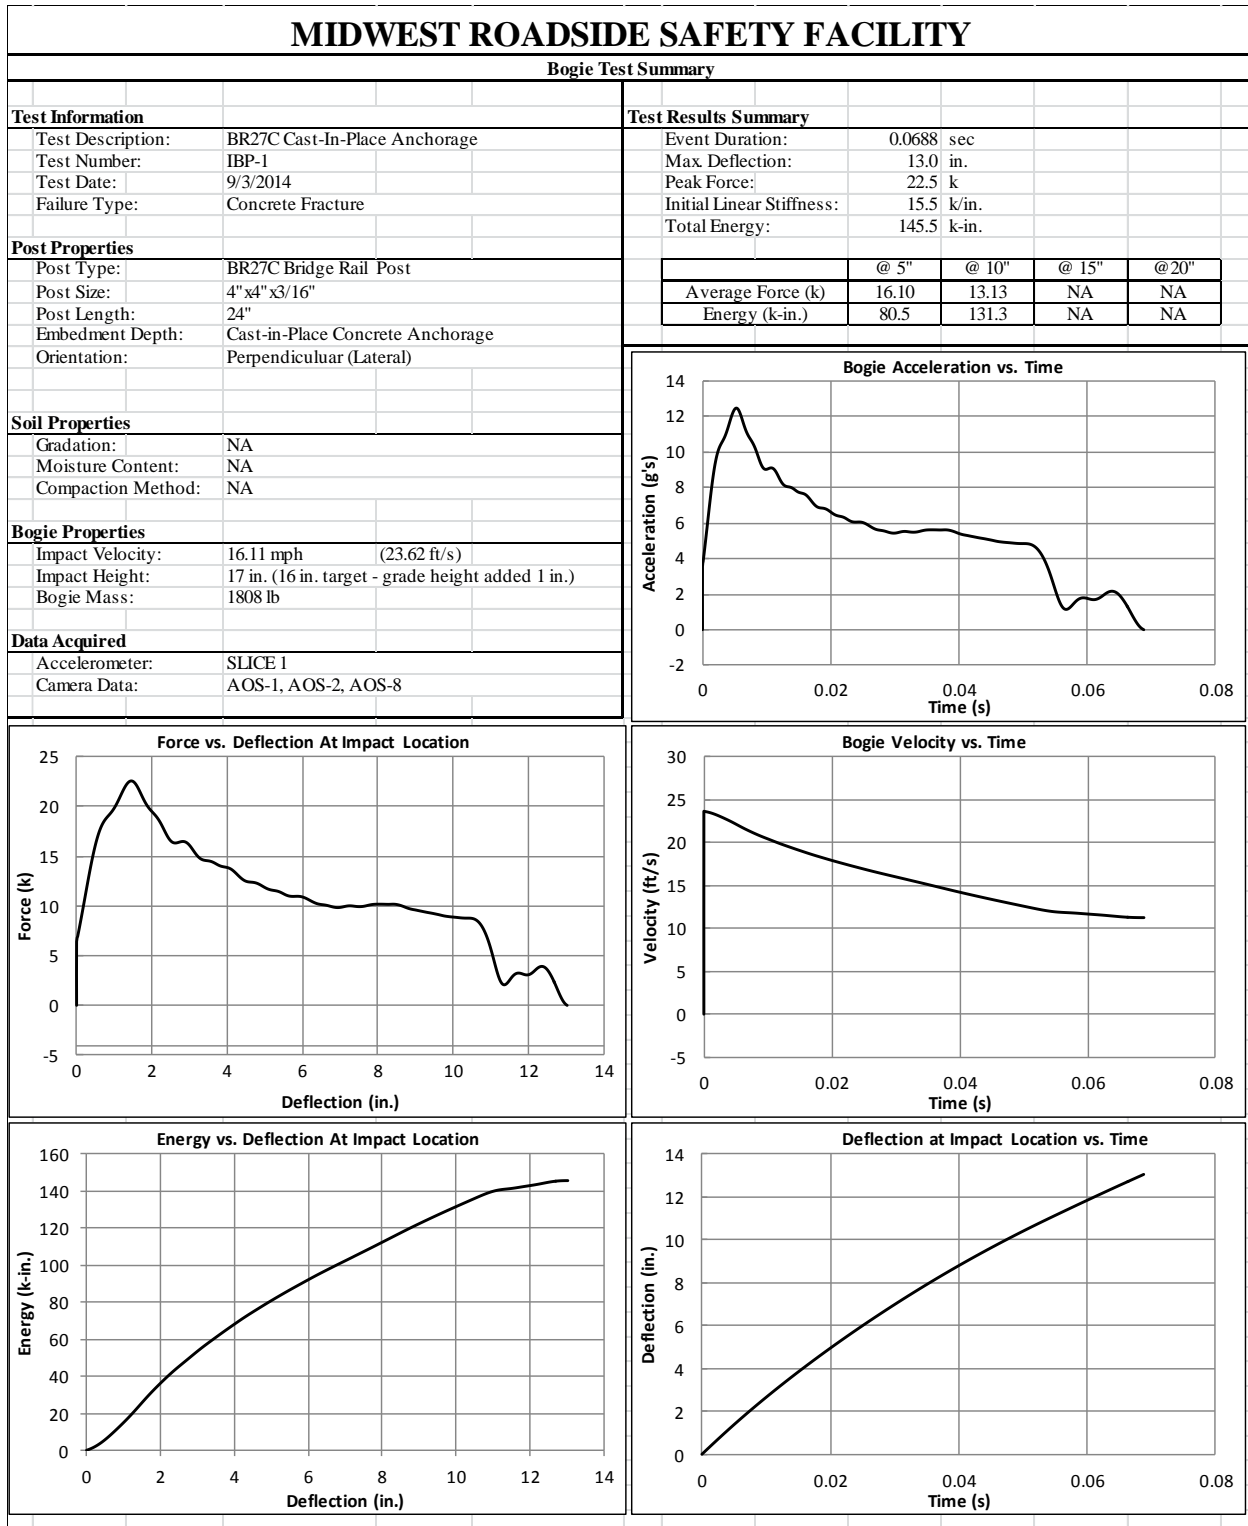 MIDWEST ROADSIDE SAFETY FACILITY
Bogie Test Summary
Test Information
Test Description: BR27C Cast-In-Place Anchorage
Test Number: IBP-1
Test Date: 9/3/2014
Failure Type: Concrete Fracture
Post Properties
Post Type: BR27C Bridge Rail Post
Post Size: 4"x4"x3/16"
Post Length: 24"
Embedment Depth: Cast-in-Place Concrete Anchorage
Orientation: Perpendiculuar (Lateral)
Soil Properties
Gradation: NA
Moisture Content: NA
Compaction Method: NA
Bogie Properties
Impact Velocity: 16.11 mph (23.62 ft/s)
Impact Height: 17 in. (16 in. target - grade height added 1 in.)
Bogie Mass: 1808 lb
Data Acquired
Accelerometer: SLICE 1
Camera Data: AOS-1, AOS-2, AOS-8
Test Results Summary
Event Duration: 0.0688 sec
Max. Deflection: 13.0 in.
Peak Force: 22.5 k
Initial Linear Stiffness: 15.5 k/in.
Total Energy: 145.5 k-in.
@ 5" @ 10" @ 15" @20"
Average Force (k) 16.10 13.13 NA NA
Energy (k-in.) 80.5 131.3 NA NA
Bogie Acceleration vs. Time
Acceleration (g's)
14
12
10
8
6
4
2
0
-2
0 0.02 0.04 0.06 0.08
Time (s)
Force vs. Deflection At Impact Location
Force (k)
25
20
15
10
5
0
-5
0 2 4 6 8 10 12 14
Deflection (in.)
Bogie Velocity vs. Time
Velocity (ft/s)
30
25
20
15
10
5
0
-5
0 0.02 0.04 0.06 0.08
Time (s)
Energy vs. Deflection At Impact Location
Energy (k-in.)
160
140
120
100
80
60
40
20
0
0 2 4 6 8 10 12 14
Deflection (in.)
Deflection at Impact Location vs. Time
Deflection (in.)
14
12
10
8
6
4
2
0
0 0.02 0.04 0.06 0.08
Time (s)